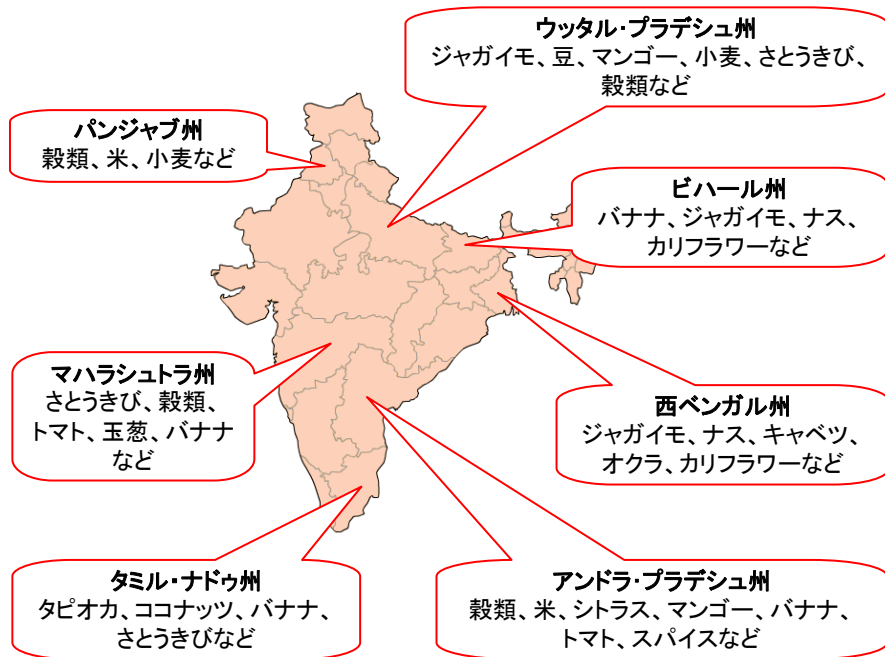 ウッタル・プラデシュ州
ジャガイモ、豆、マンゴー、小麦、さとうきび、
穀類など
パンジャブ州
穀類、米、小麦など
ビハール州
バナナ、ジャガイモ、ナス、
カリフラワーなど
マハラシュトラ州
さとうきび、穀類、
トマト、玉葱、バナナ
など
西ベンガル州
ジャガイモ、ナス、キャベツ、
オクラ、カリフラワーなど
タミル・ナドゥ州
タピオカ、ココナッツ、バナナ、
さとうきびなど
アンドラ・プラデシュ州
穀類、米、シトラス、マンゴー、バナナ、
トマト、スパイスなど